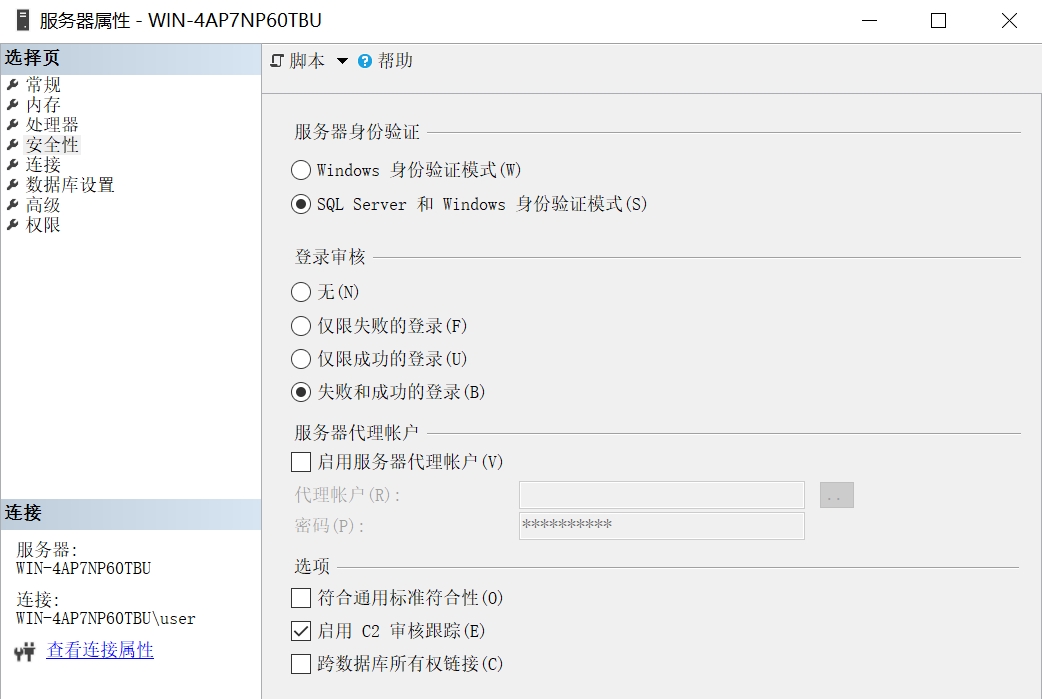 服务器属性 - WIN-4AP7NP60TBU
选择页
常规
内存
处理器
安全性
连接
数据库设置
高级
权限
脚本 帮助
服务器身份验证
Windows 身份验证模式(W)
SQL Server 和 Windows 身份验证模式(S)
登录审核
无(N)
仅限失败的登录(F)
仅限成功的登录(U)
失败和成功的登录(B)
服务器代理帐户
启用服务器代理帐户(V)
代理帐户(R): ..
密码(P): **********
选项
符合通用标准符合性(O)
启用 C2 审核跟踪(E)
跨数据库所有权链接(C)
连接
服务器:
WIN-4AP7NP60TBU
连接:
WIN-4AP7NP60TBU\user
查看连接属性